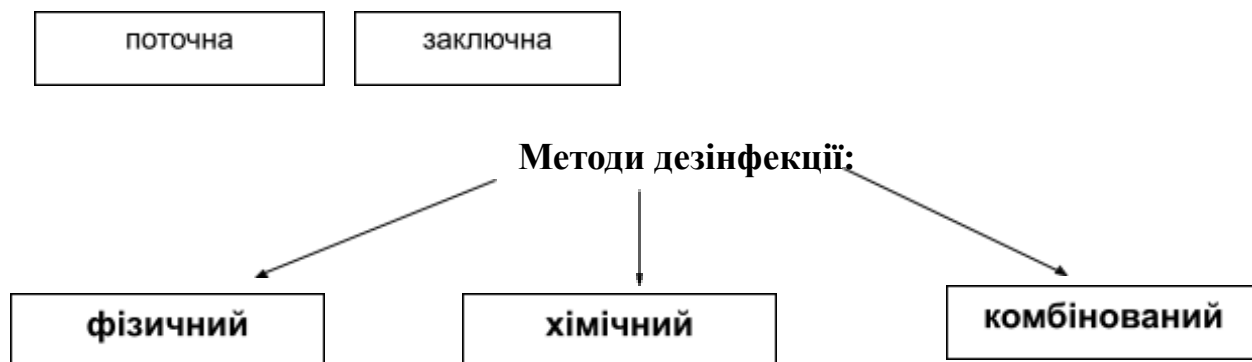 поточна
заключна
Методи дезінфекції:
фізичний
хімічний
комбінований